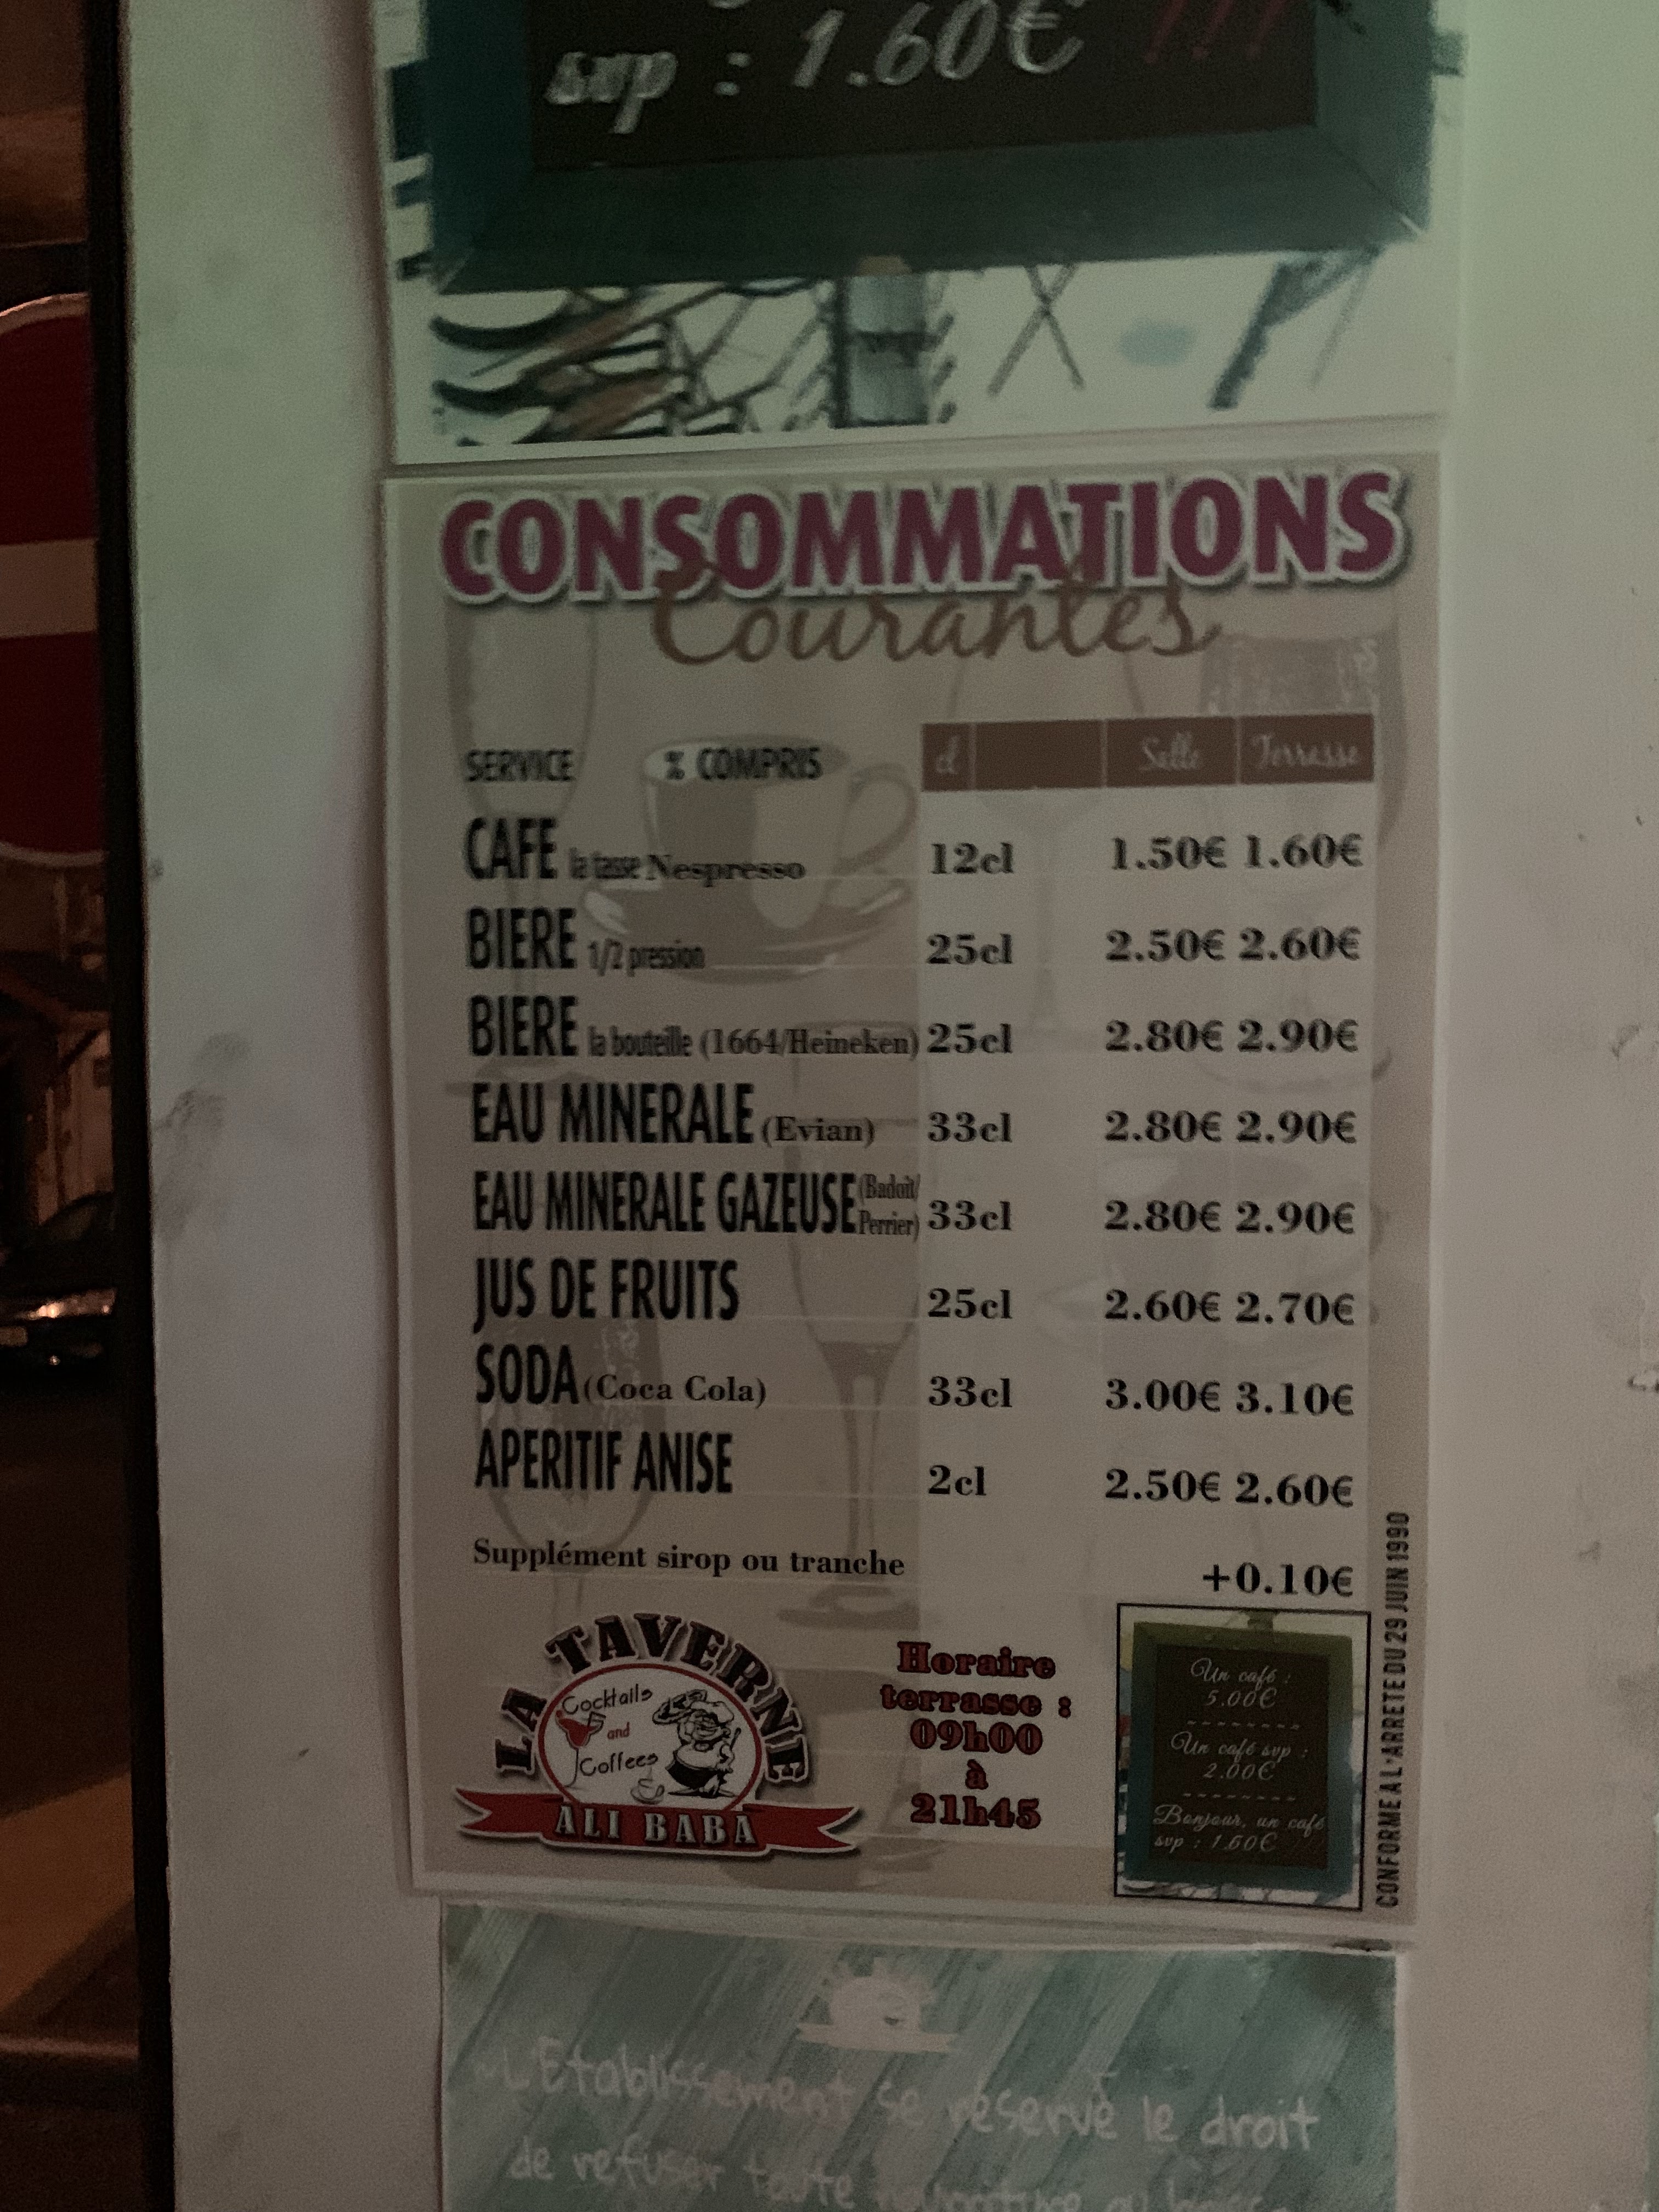 svp : 1.60€ !!!
CONSOMMATIONS
Courantes
SERVICE % COMPRIS cl Salle Terrasse
CAFE la tasse Nespresso 12cl 1.50€ 1.60€
BIERE 1/2 pression 25cl 2.50€ 2.60€
BIERE la bouteille (1664/Heineken) 25cl 2.80€ 2.90€
EAU MINERALE (Evian) 33cl 2.80€ 2.90€
EAU MINERALE GAZEUSE (Badoit/Perrier) 33cl 2.80€ 2.90€
JUS DE FRUITS 25cl 2.60€ 2.70€
SODA (Coca Cola) 33cl 3.00€ 3.10€
APERITIF ANISE 2cl 2.50€ 2.60€
Supplément sirop ou tranche +0.10€
LA TAVERNE
Cocktails
and
Coffees
ALI BABA
Horaire
terrasse :
09h00
à
21h45
Un café :
5.00€
Un café svp :
2.00€
Bonjour, un café
svp : 1.60€
CONFORME A L'ARRETE DU 29 JUIN 1990
L'Etablissement se réserve le droit
de refuser toute